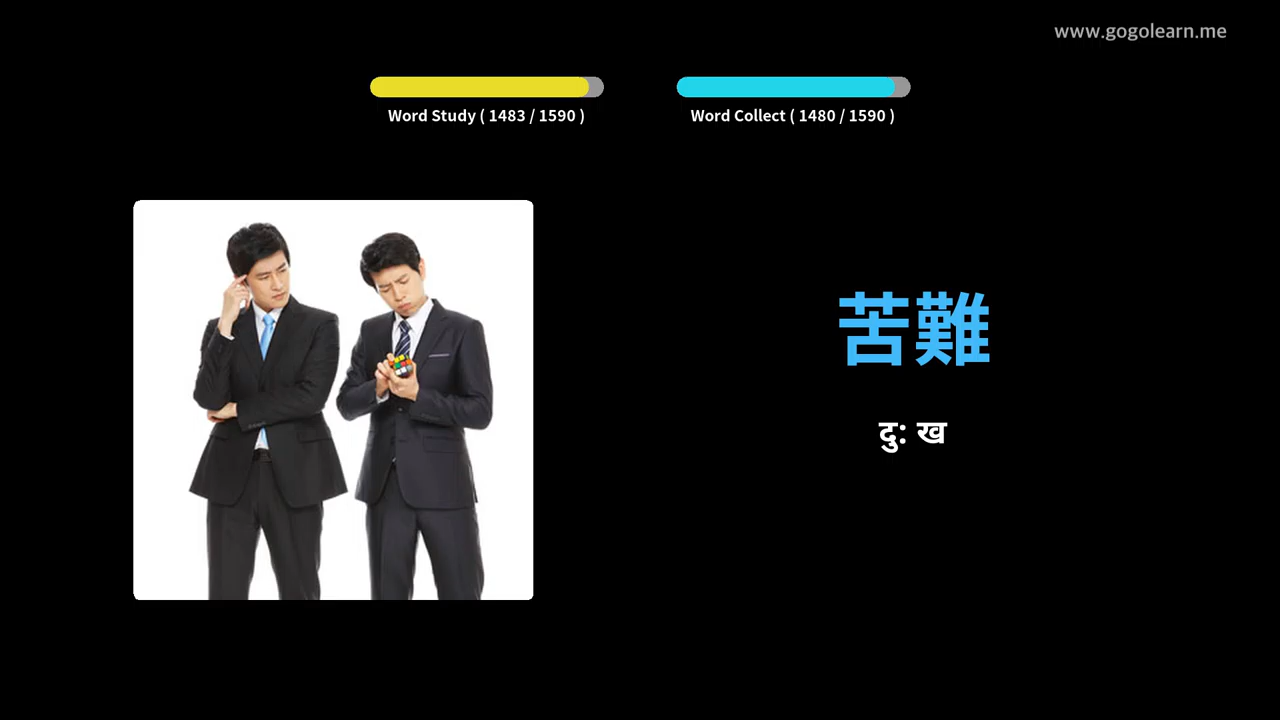 www.gogolearn.me
Word Study ( 1483 / 1590 )
Word Collect ( 1480 / 1590 )
苦難
दु: ख